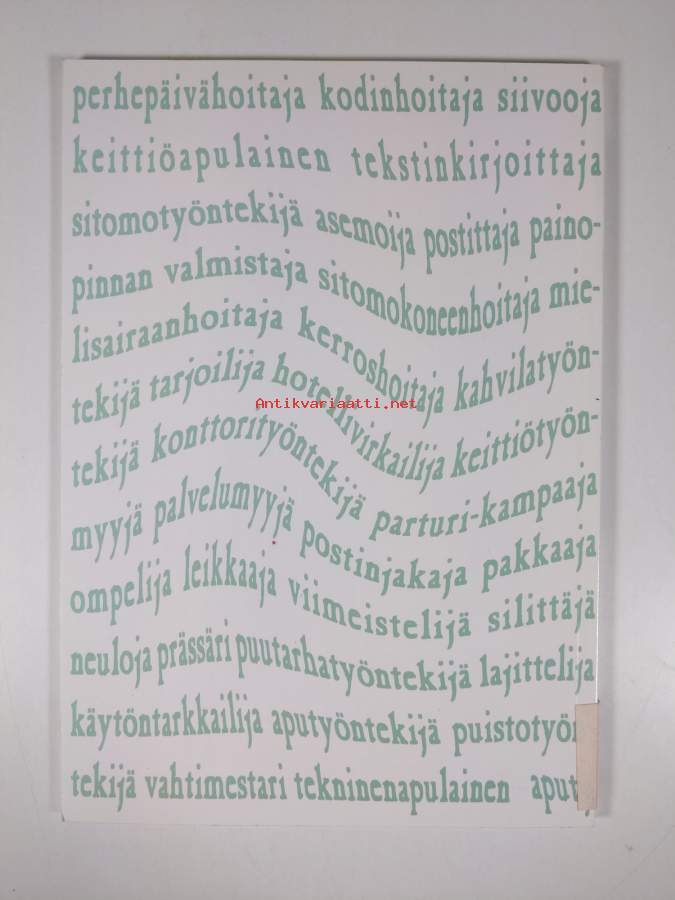 perhepäivähoitaja kodinhoitaja siivooja
keittiöapulainen tekstinkirjoittaja
sitomotyöntekijä asemoija postittaja paino-
pinnan valmistaja sitomokoneenhoitaja mie-
lisairaanhoitaja kerroshoitaja kahvilatyön-
tekijä tarjoilija hotellivirkailija keittiötyön-
Antikvariaatti.net
tekijä konttorityöntekijä parturi-kampaaja
myyjä palvelumyyjä postinjakaja pakkaaja
ompelija leikkaaja viimeistelijä silittäjä
neuloja prässäri puutarhatyöntekijä lajittelija
käytöntarkkailija aputyöntekijä puistotyö
tekijä vahtimestari tekninenapulainen